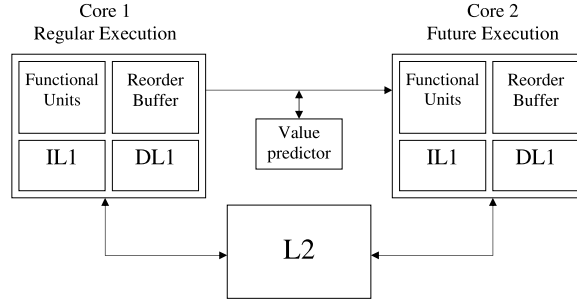 Core 1
Regular Execution
Core 2
Future Execution
Functional
Units
Reorder
Buffer
IL1
DL1
Value
predictor
Functional
Units
Reorder
Buffer
IL1
DL1
L2